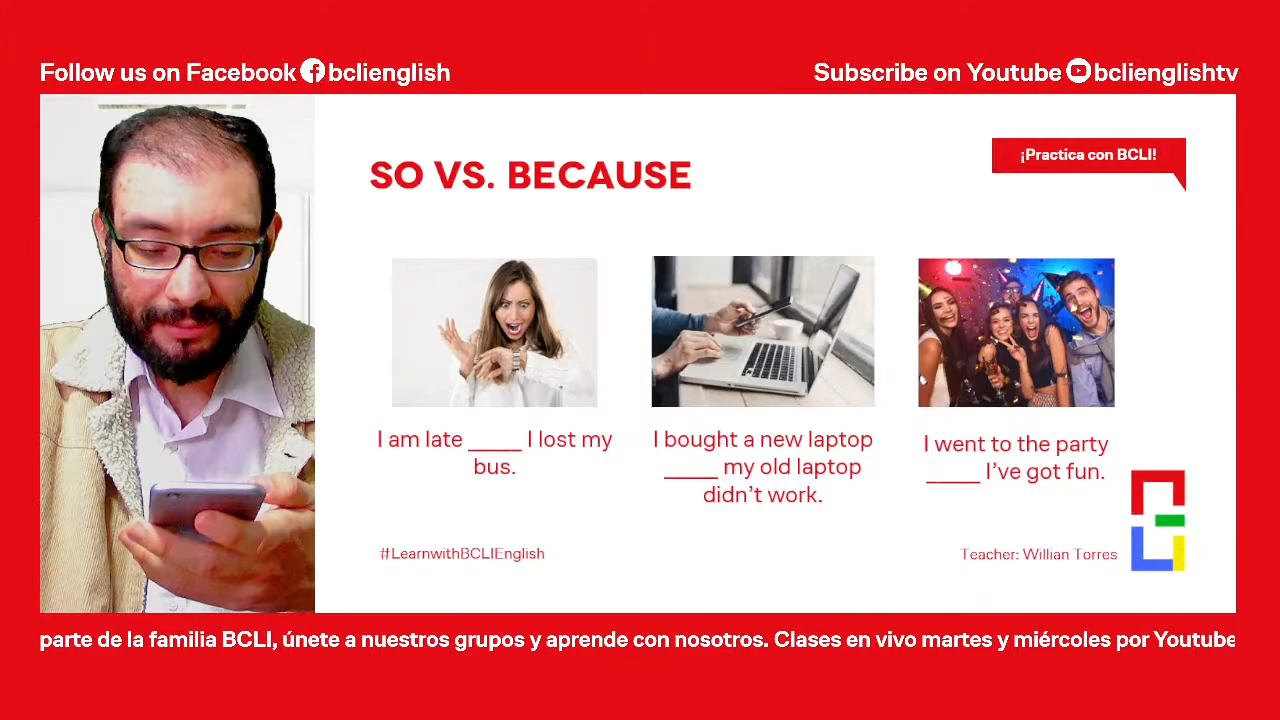 Follow us on Facebook bclienglish
Subscribe on Youtube bclienglishtv
SO VS. BECAUSE
¡Practica con BCLI!
I am late _____ I lost my
bus.
I bought a new laptop
_____ my old laptop
didn't work.
I went to the party
_____ I've got fun.
#LearnwithBCLIEnglish
Teacher: Willian Torres
parte de la familia BCLI, únete a nuestros grupos y aprende con nosotros. Clases en vivo martes y miércoles por Youtube